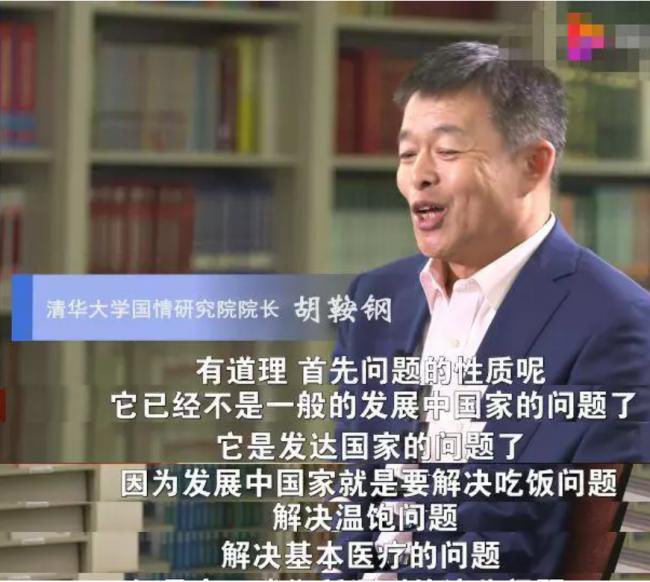 清华大学国情研究院院长 胡鞍钢
有道理 首先问题的性质呢
它已经不是一般的发展中国家的问题了
它是发达国家的问题了
因为发展中国家就是要解决吃饭问题
解决温饱问题
解决基本医疗的问题